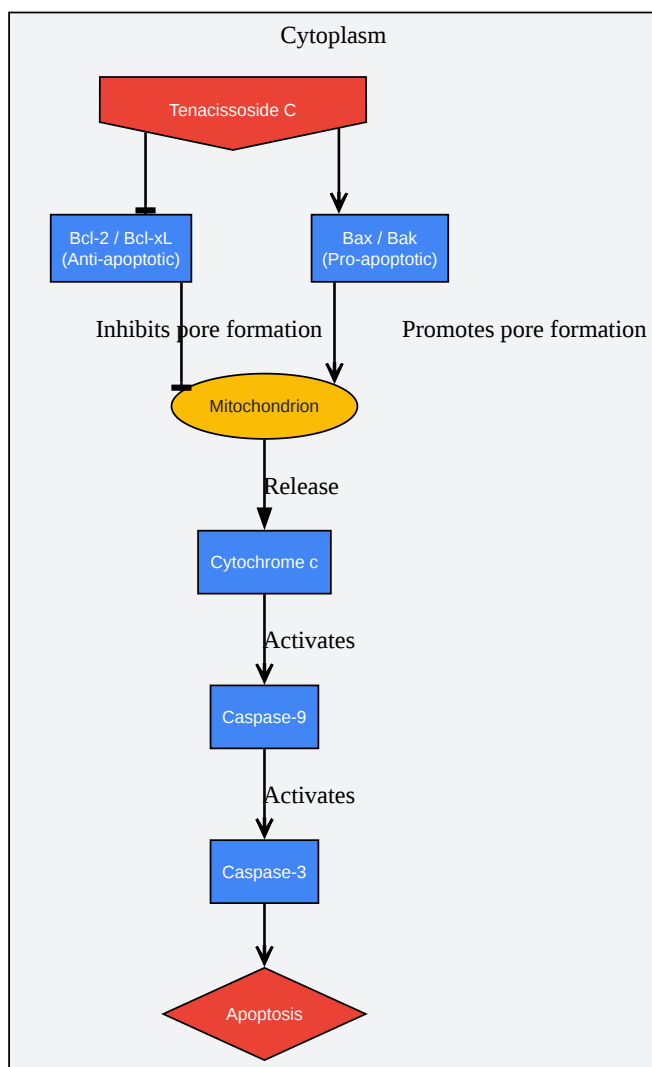 Cytoplasm
Tenacissoside C
Bcl-2 / Bcl-xL
(Anti-apoptotic)
Bax / Bak
(Pro-apoptotic)
Inhibits pore formation
Promotes pore formation
Mitochondrion
Release
Cytochrome c
Activates
Caspase-9
Activates
Caspase-3
Apoptosis